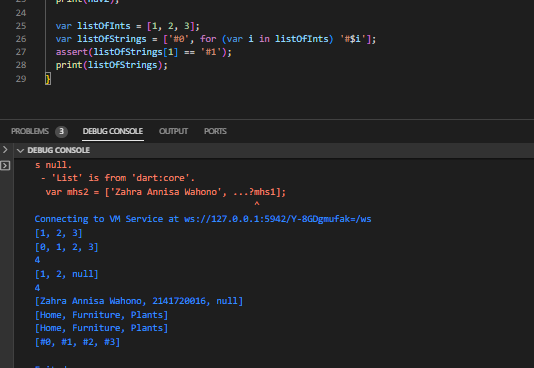 print(nav2);
24
25 var listOfInts = [1, 2, 3];
26 var listOfStrings = ['#0', for (var i in listOfInts) '#$i'];
27 assert(listOfStrings[1] == '#1');
28 print(listOfStrings);
29 }
PROBLEMS 3 DEBUG CONSOLE OUTPUT PORTS
DEBUG CONSOLE
s null.
- 'List' is from 'dart:core'.
var mhs2 = ['Zahra Annisa Wahono', ...?mhs1];
^
Connecting to VM Service at ws://127.0.0.1:5942/Y-8GDgmufak=/ws
[1, 2, 3]
[0, 1, 2, 3]
4
[1, 2, null]
4
[Zahra Annisa Wahono, 2141720016, null]
[Home, Furniture, Plants]
[Home, Furniture, Plants]
[#0, #1, #2, #3]